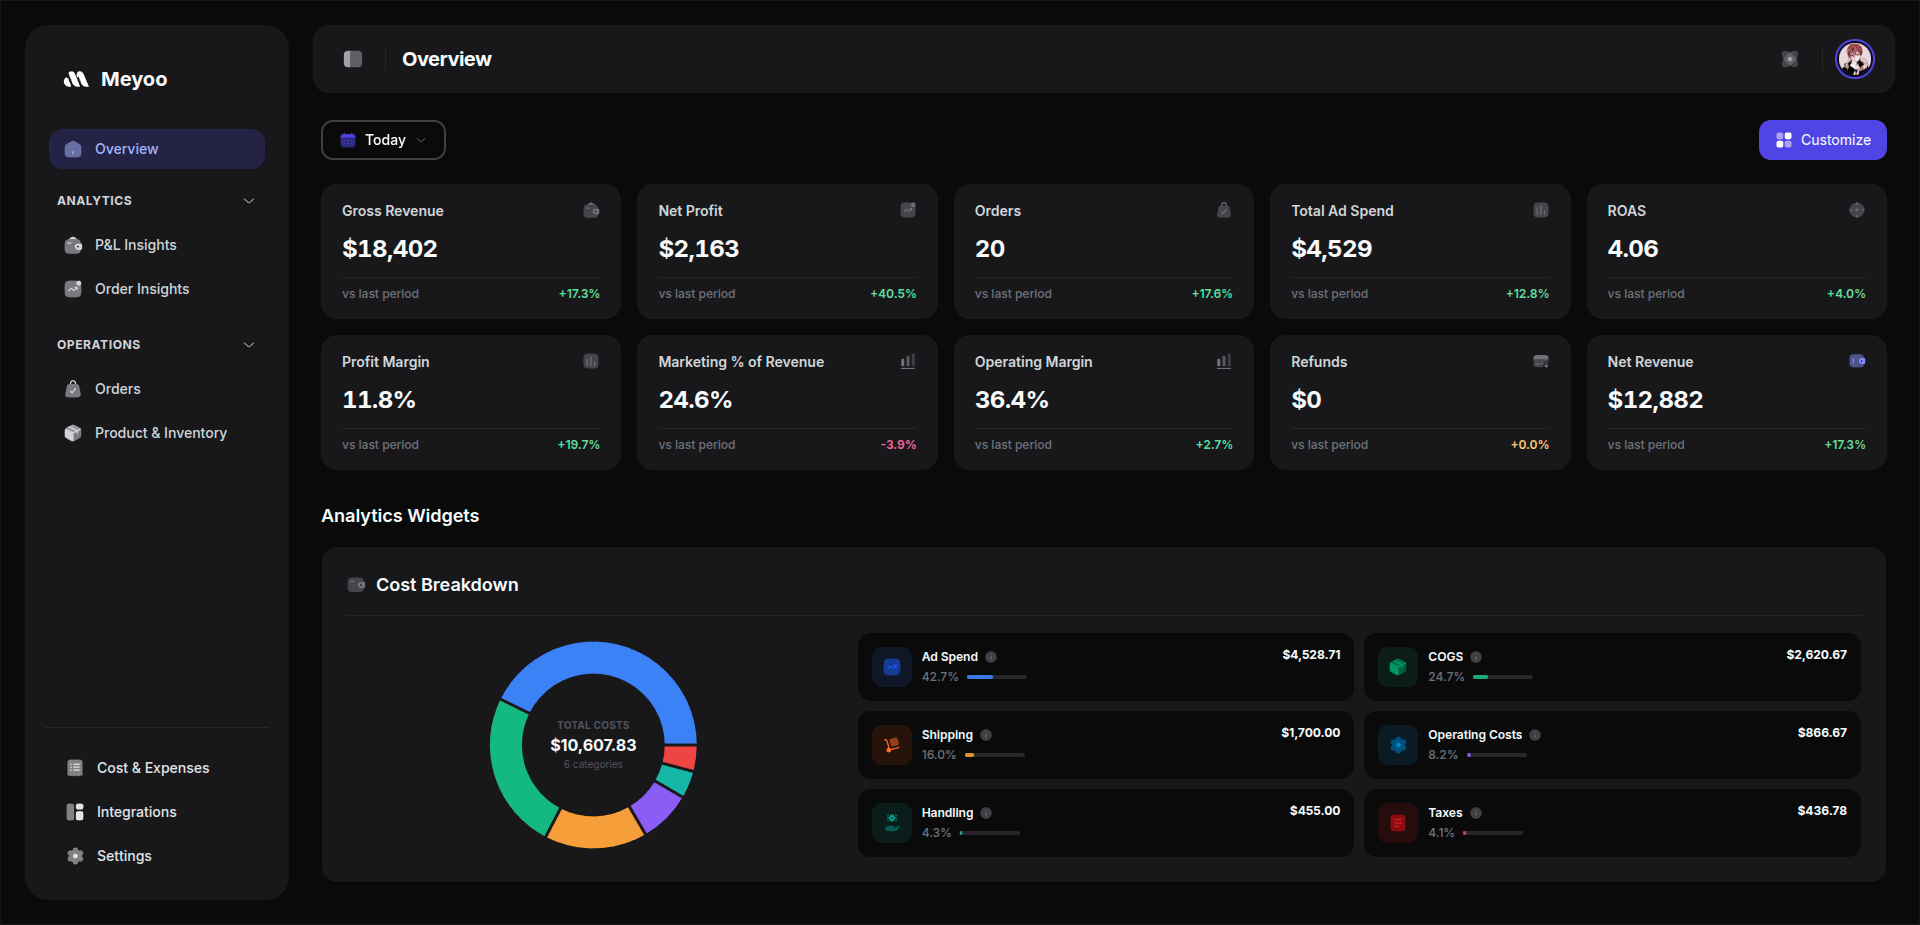 Meyoo
Overview
ANALYTICS
P&L Insights
Order Insights
OPERATIONS
Orders
Product & Inventory
Cost & Expenses
Integrations
Settings
Overview
Today
Customize
Gross Revenue
$18,402
vs last period +17.3%
Net Profit
$2,163
vs last period +40.5%
Orders
20
vs last period +17.6%
Total Ad Spend
$4,529
vs last period +12.8%
ROAS
4.06
vs last period +4.0%
Profit Margin
11.8%
vs last period +19.7%
Marketing % of Revenue
24.6%
vs last period -3.9%
Operating Margin
36.4%
vs last period +2.7%
Refunds
$0
vs last period +0.0%
Net Revenue
$12,882
vs last period +17.3%
Analytics Widgets
Cost Breakdown
TOTAL COSTS
$10,607.83
6 categories
Ad Spend $4,528.71
42.7%
COGS $2,620.67
24.7%
Shipping $1,700.00
16.0%
Operating Costs $866.67
8.2%
Handling $455.00
4.3%
Taxes $436.78
4.1%